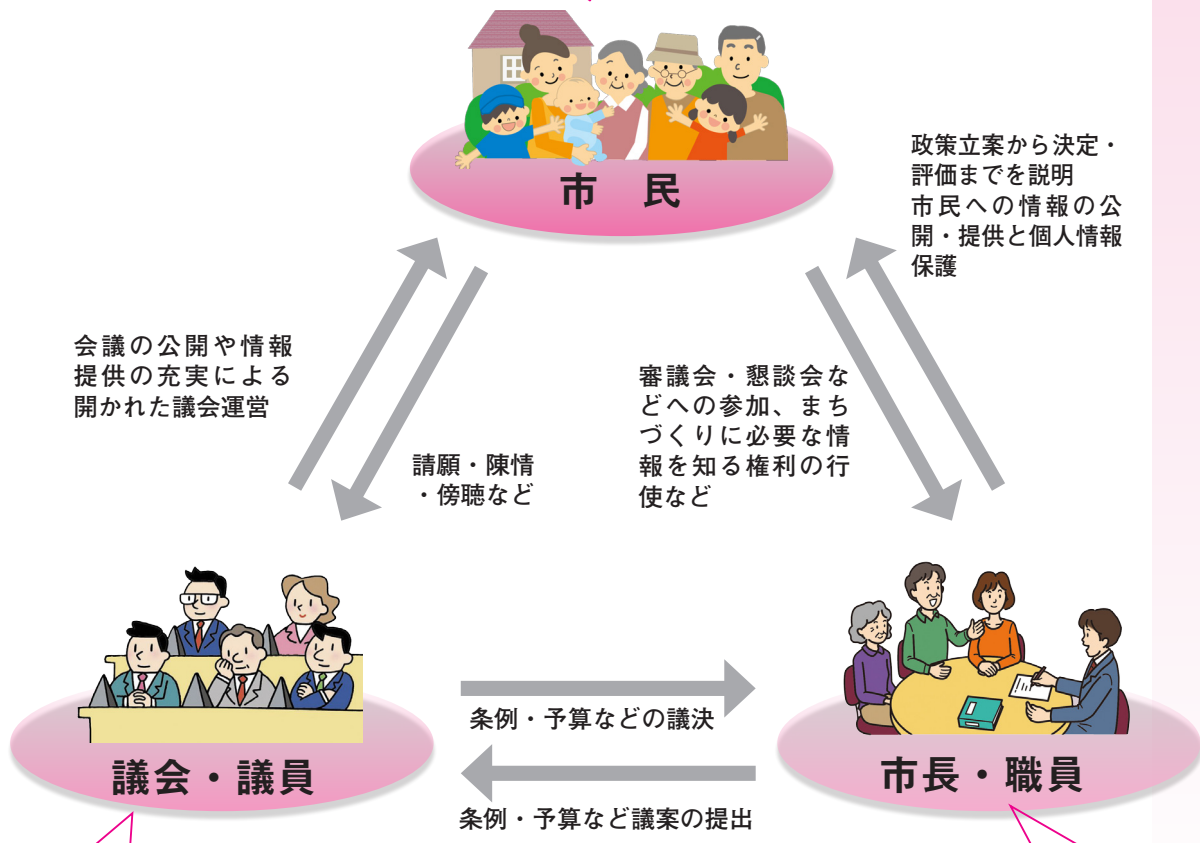 市　民
政策立案から決定・
評価までを説明
市民への情報の公
開・提供と個人情報
保護
会議の公開や情報
提供の充実による
開かれた議会運営
審議会・懇談会な
どへの参加、まち
づくりに必要な情
報を知る権利の行
使など
請願・陳情
・傍聴など
条例・予算などの議決
議会・議員
市長・職員
条例・予算など議案の提出